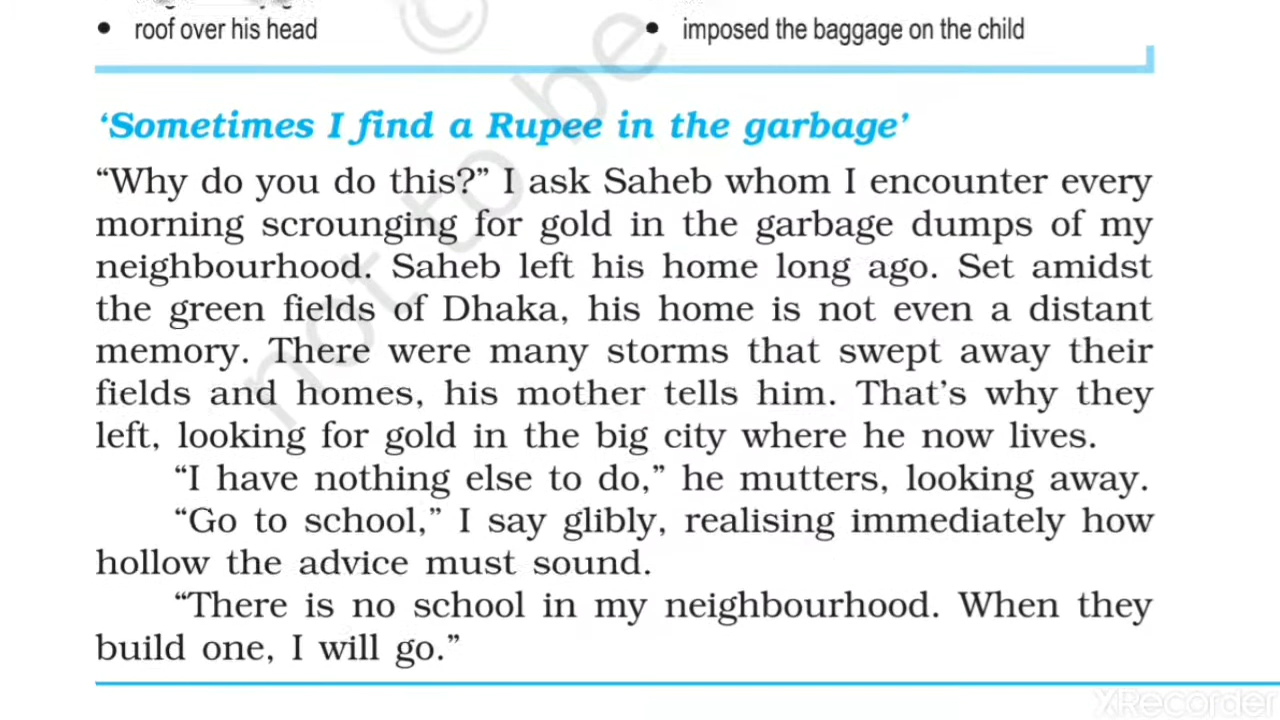 • roof over his head
• imposed the baggage on the child
‘Sometimes I find a Rupee in the garbage’
“Why do you do this?” I ask Saheb whom I encounter every
morning scrounging for gold in the garbage dumps of my
neighbourhood. Saheb left his home long ago. Set amidst
the green fields of Dhaka, his home is not even a distant
memory. There were many storms that swept away their
fields and homes, his mother tells him. That’s why they
left, looking for gold in the big city where he now lives.
“I have nothing else to do,” he mutters, looking away.
“Go to school,” I say glibly, realising immediately how
hollow the advice must sound.
“There is no school in my neighbourhood. When they
build one, I will go.”
©
not to be
XRecorder